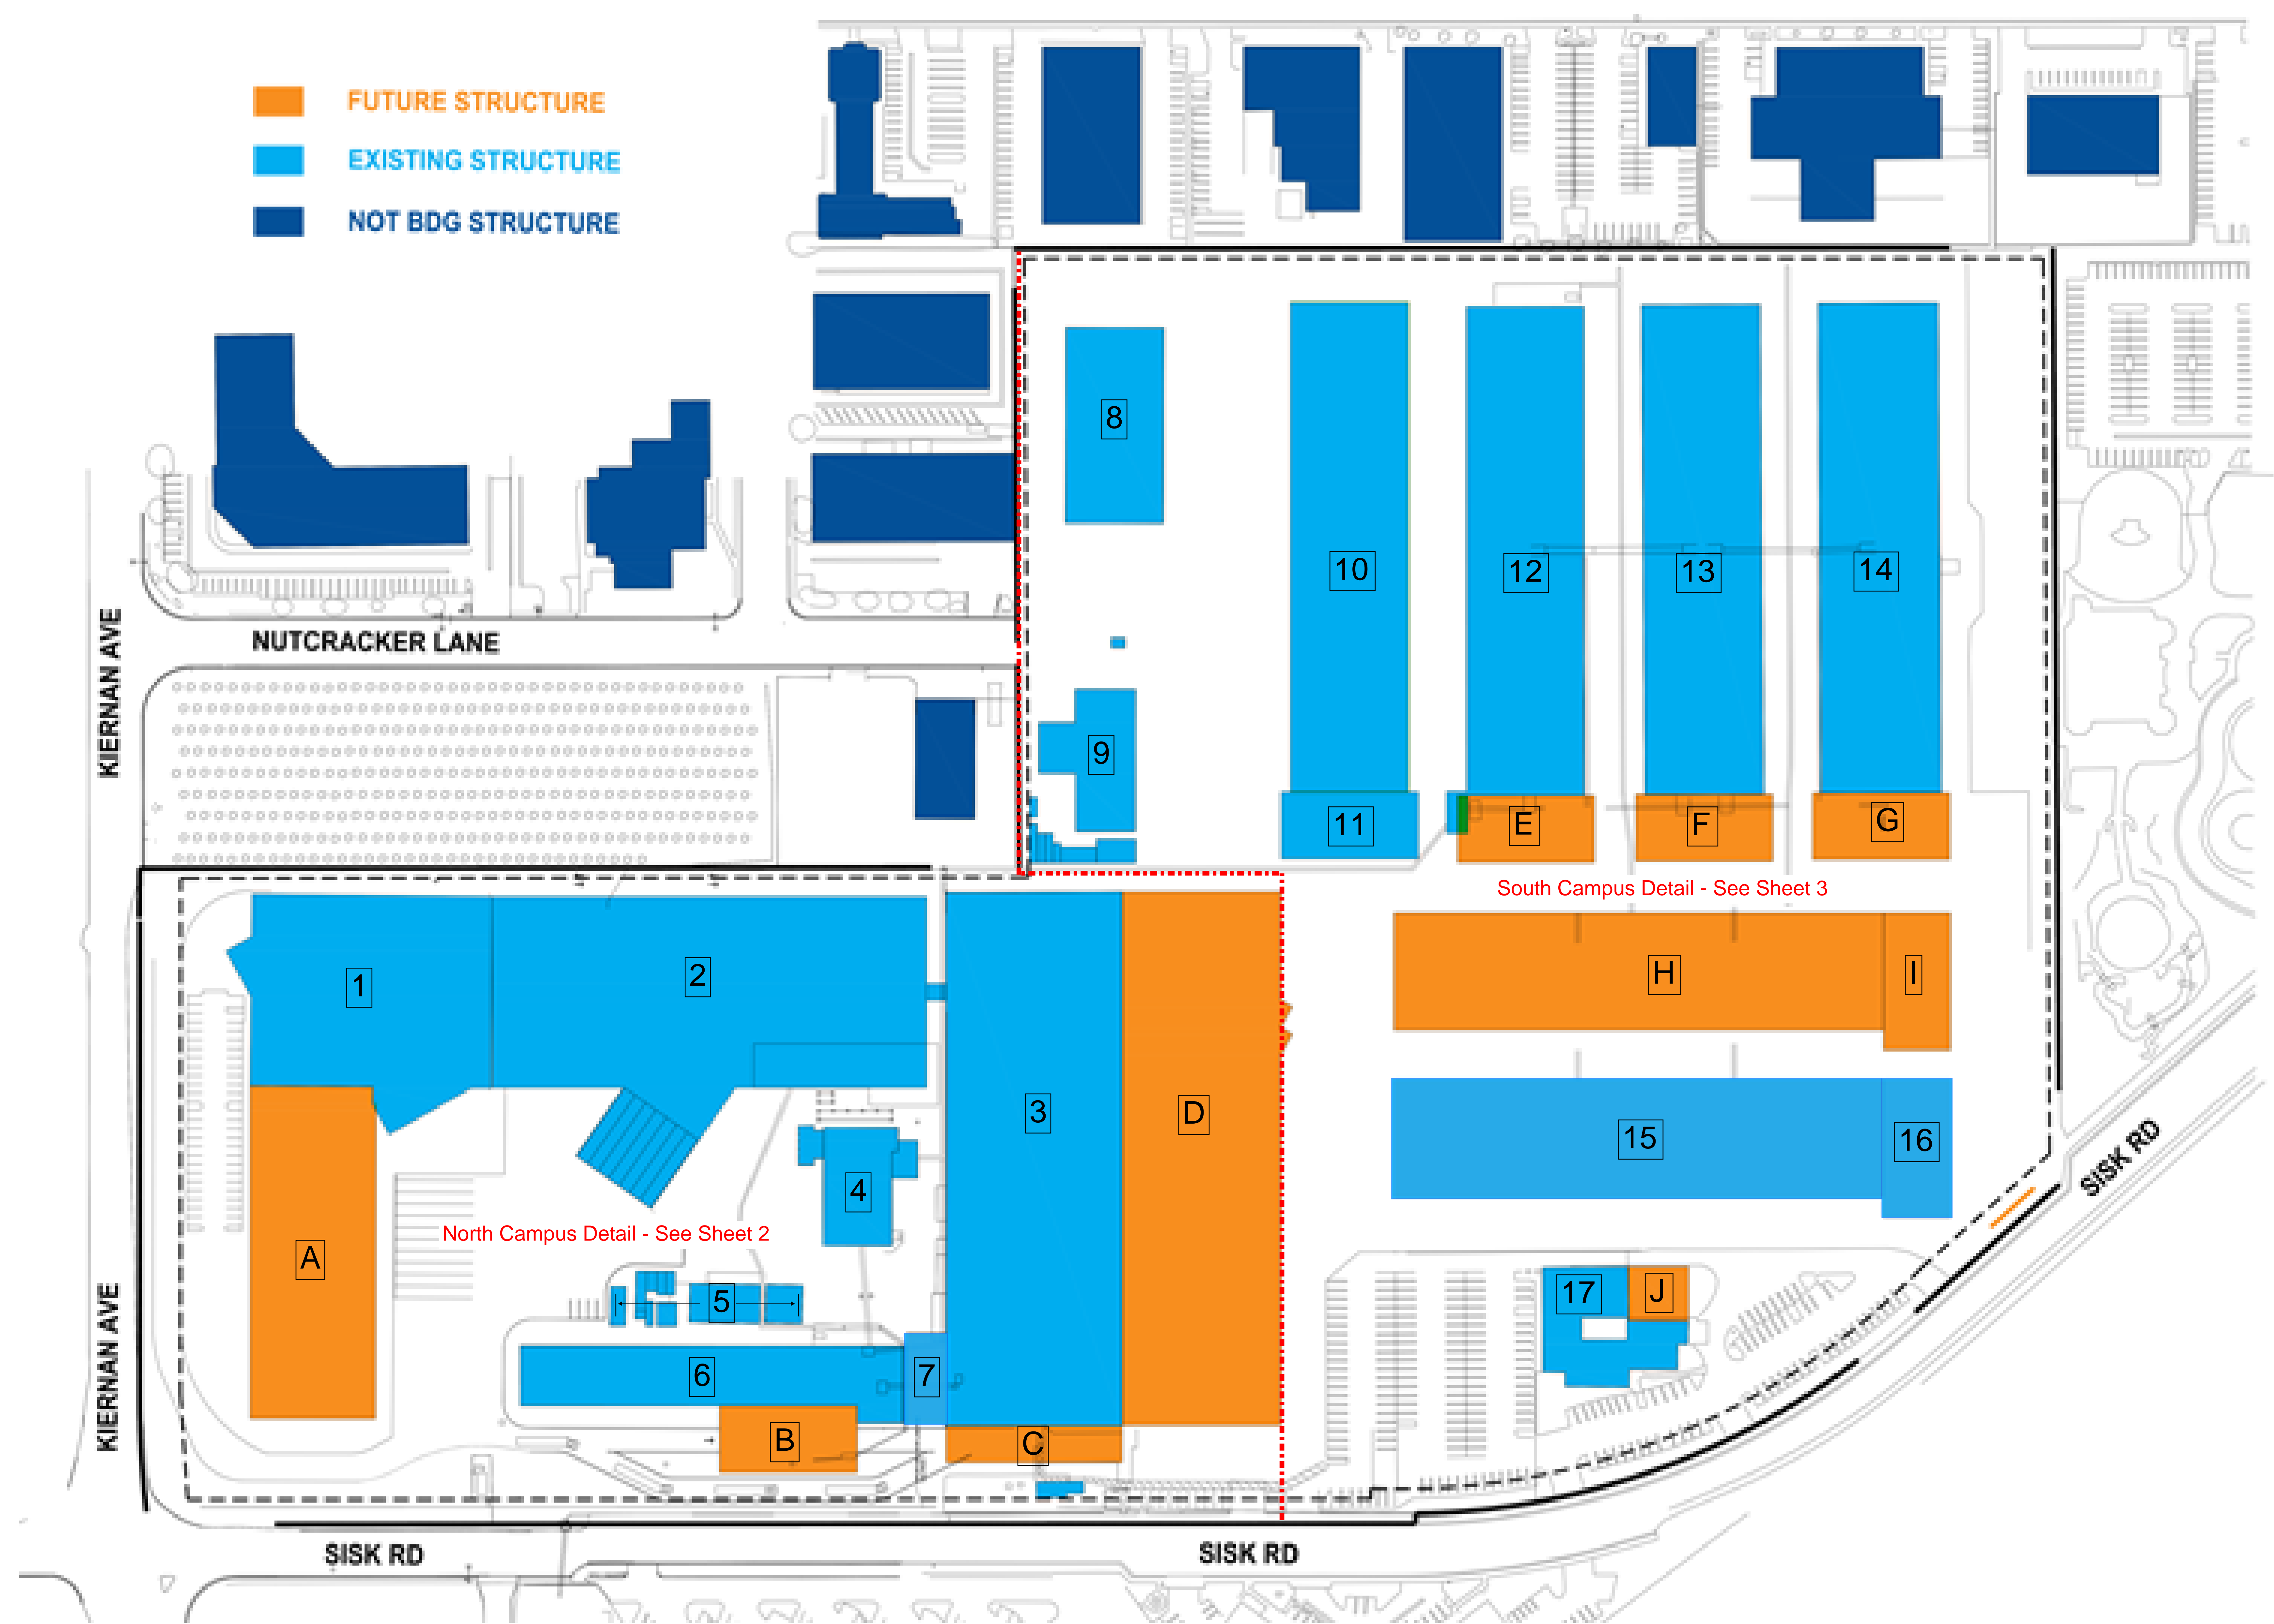 FUTURE STRUCTURE
EXISTING STRUCTURE
NOT BDG STRUCTURE
8
10
12
13
14
KIERNAN AVE
NUTCRACKER LANE
9
11
E
F
G
South Campus Detail - See Sheet 3
1
2
H
I
3
D
15
16
SISK RD
4
North Campus Detail - See Sheet 2
A
5
17
J
KIERNAN AVE
6
7
B
C
SISK RD
SISK RD